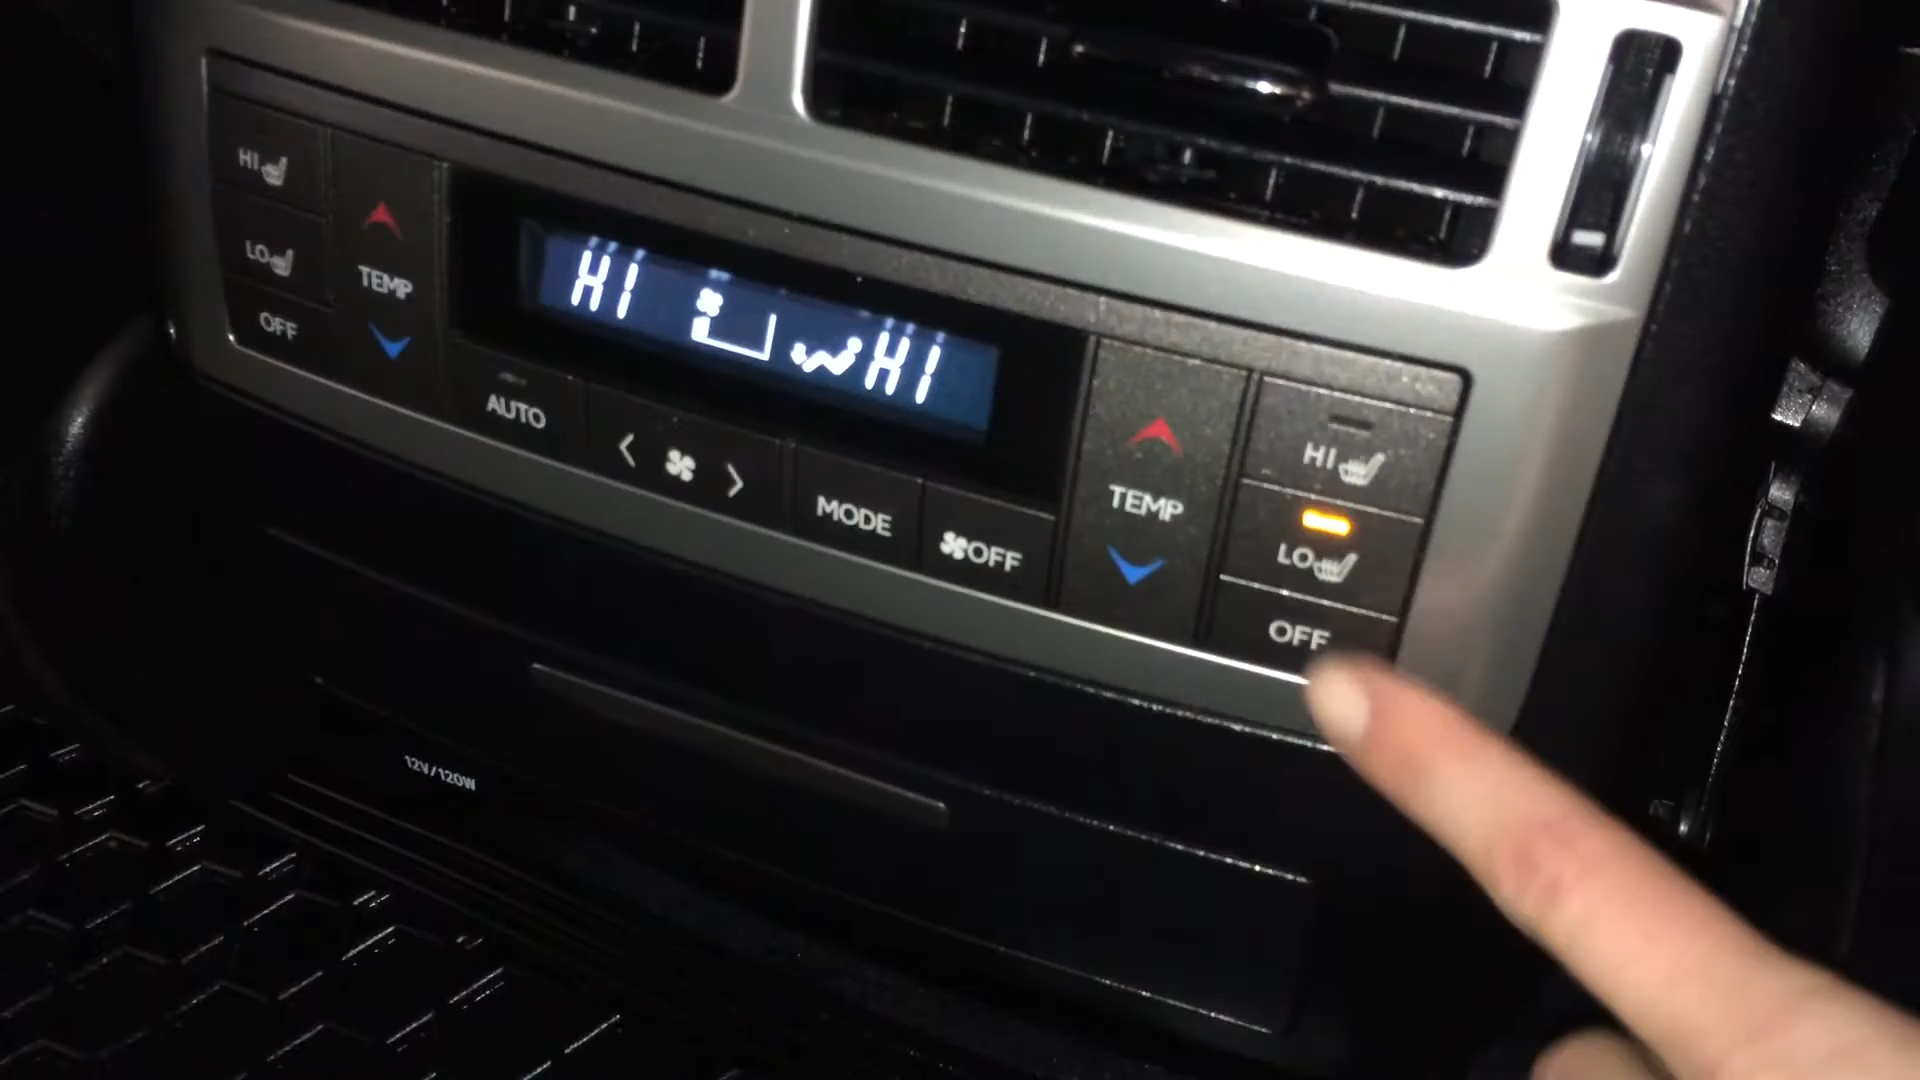 HI
LO
OFF
TEMP
HI
HI
AUTO
MODE
OFF
TEMP
HI
LO
OFF
12V/120W